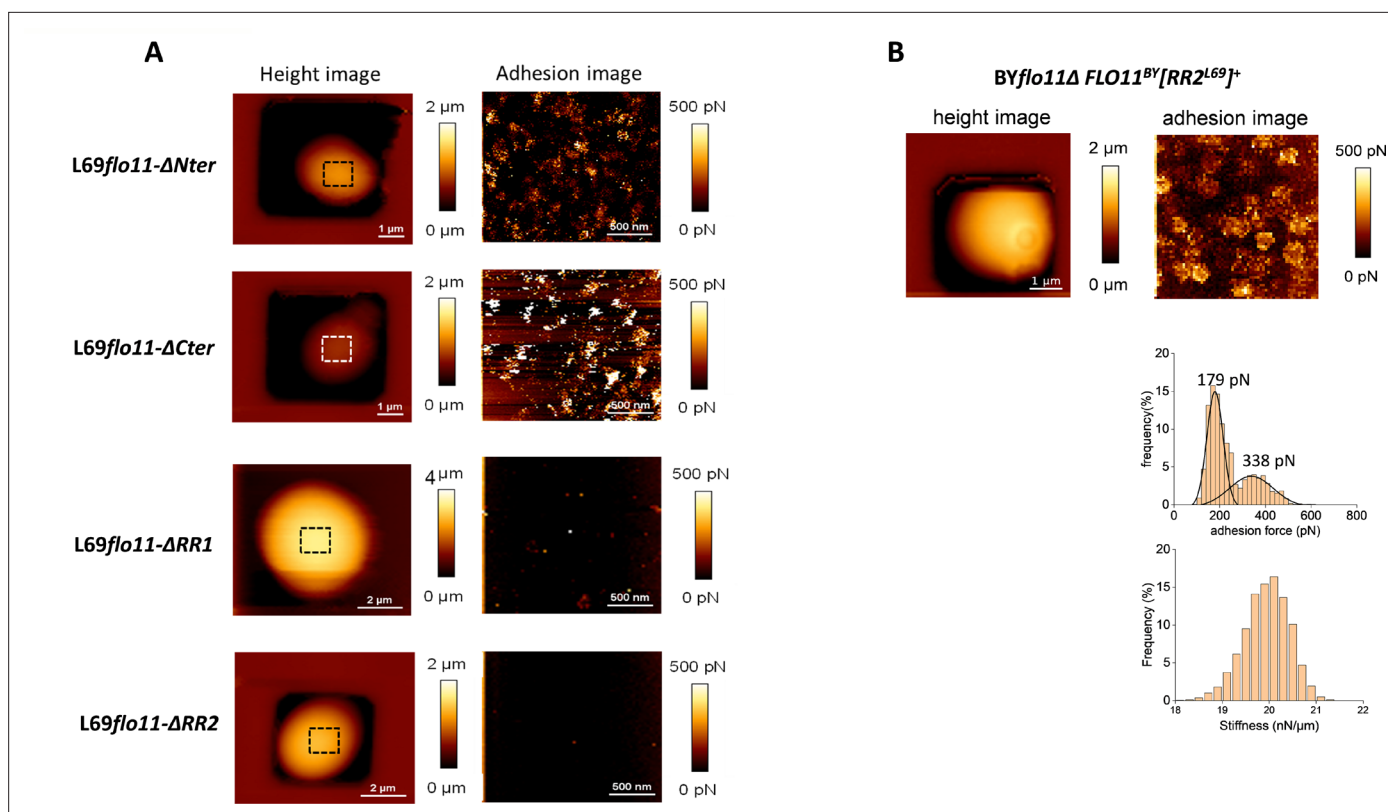 A
Height image
Adhesion image
L69flo11-ΔNter
2 µm
0 µm
1 µm
500 pN
0 pN
500 nm
L69flo11-ΔCter
2 µm
0 µm
1 µm
500 pN
0 pN
500 nm
L69flo11-ΔRR1
4 µm
0 µm
2 µm
500 pN
0 pN
500 nm
L69flo11-ΔRR2
2 µm
0 µm
2 µm
500 pN
0 pN
500 nm
B
BYflo11Δ FLO11^BY[RR2^L69]^+
height image
adhesion image
2 µm
0 µm
1 µm
500 pN
0 pN
20
15
10
5
0
frequency(%)
179 pN
338 pN
0 200 400 600 800
adhesion force (pN)
20
15
10
5
0
Frequency (%)
18 19 20 21 22
Stiffness (nN/µm)